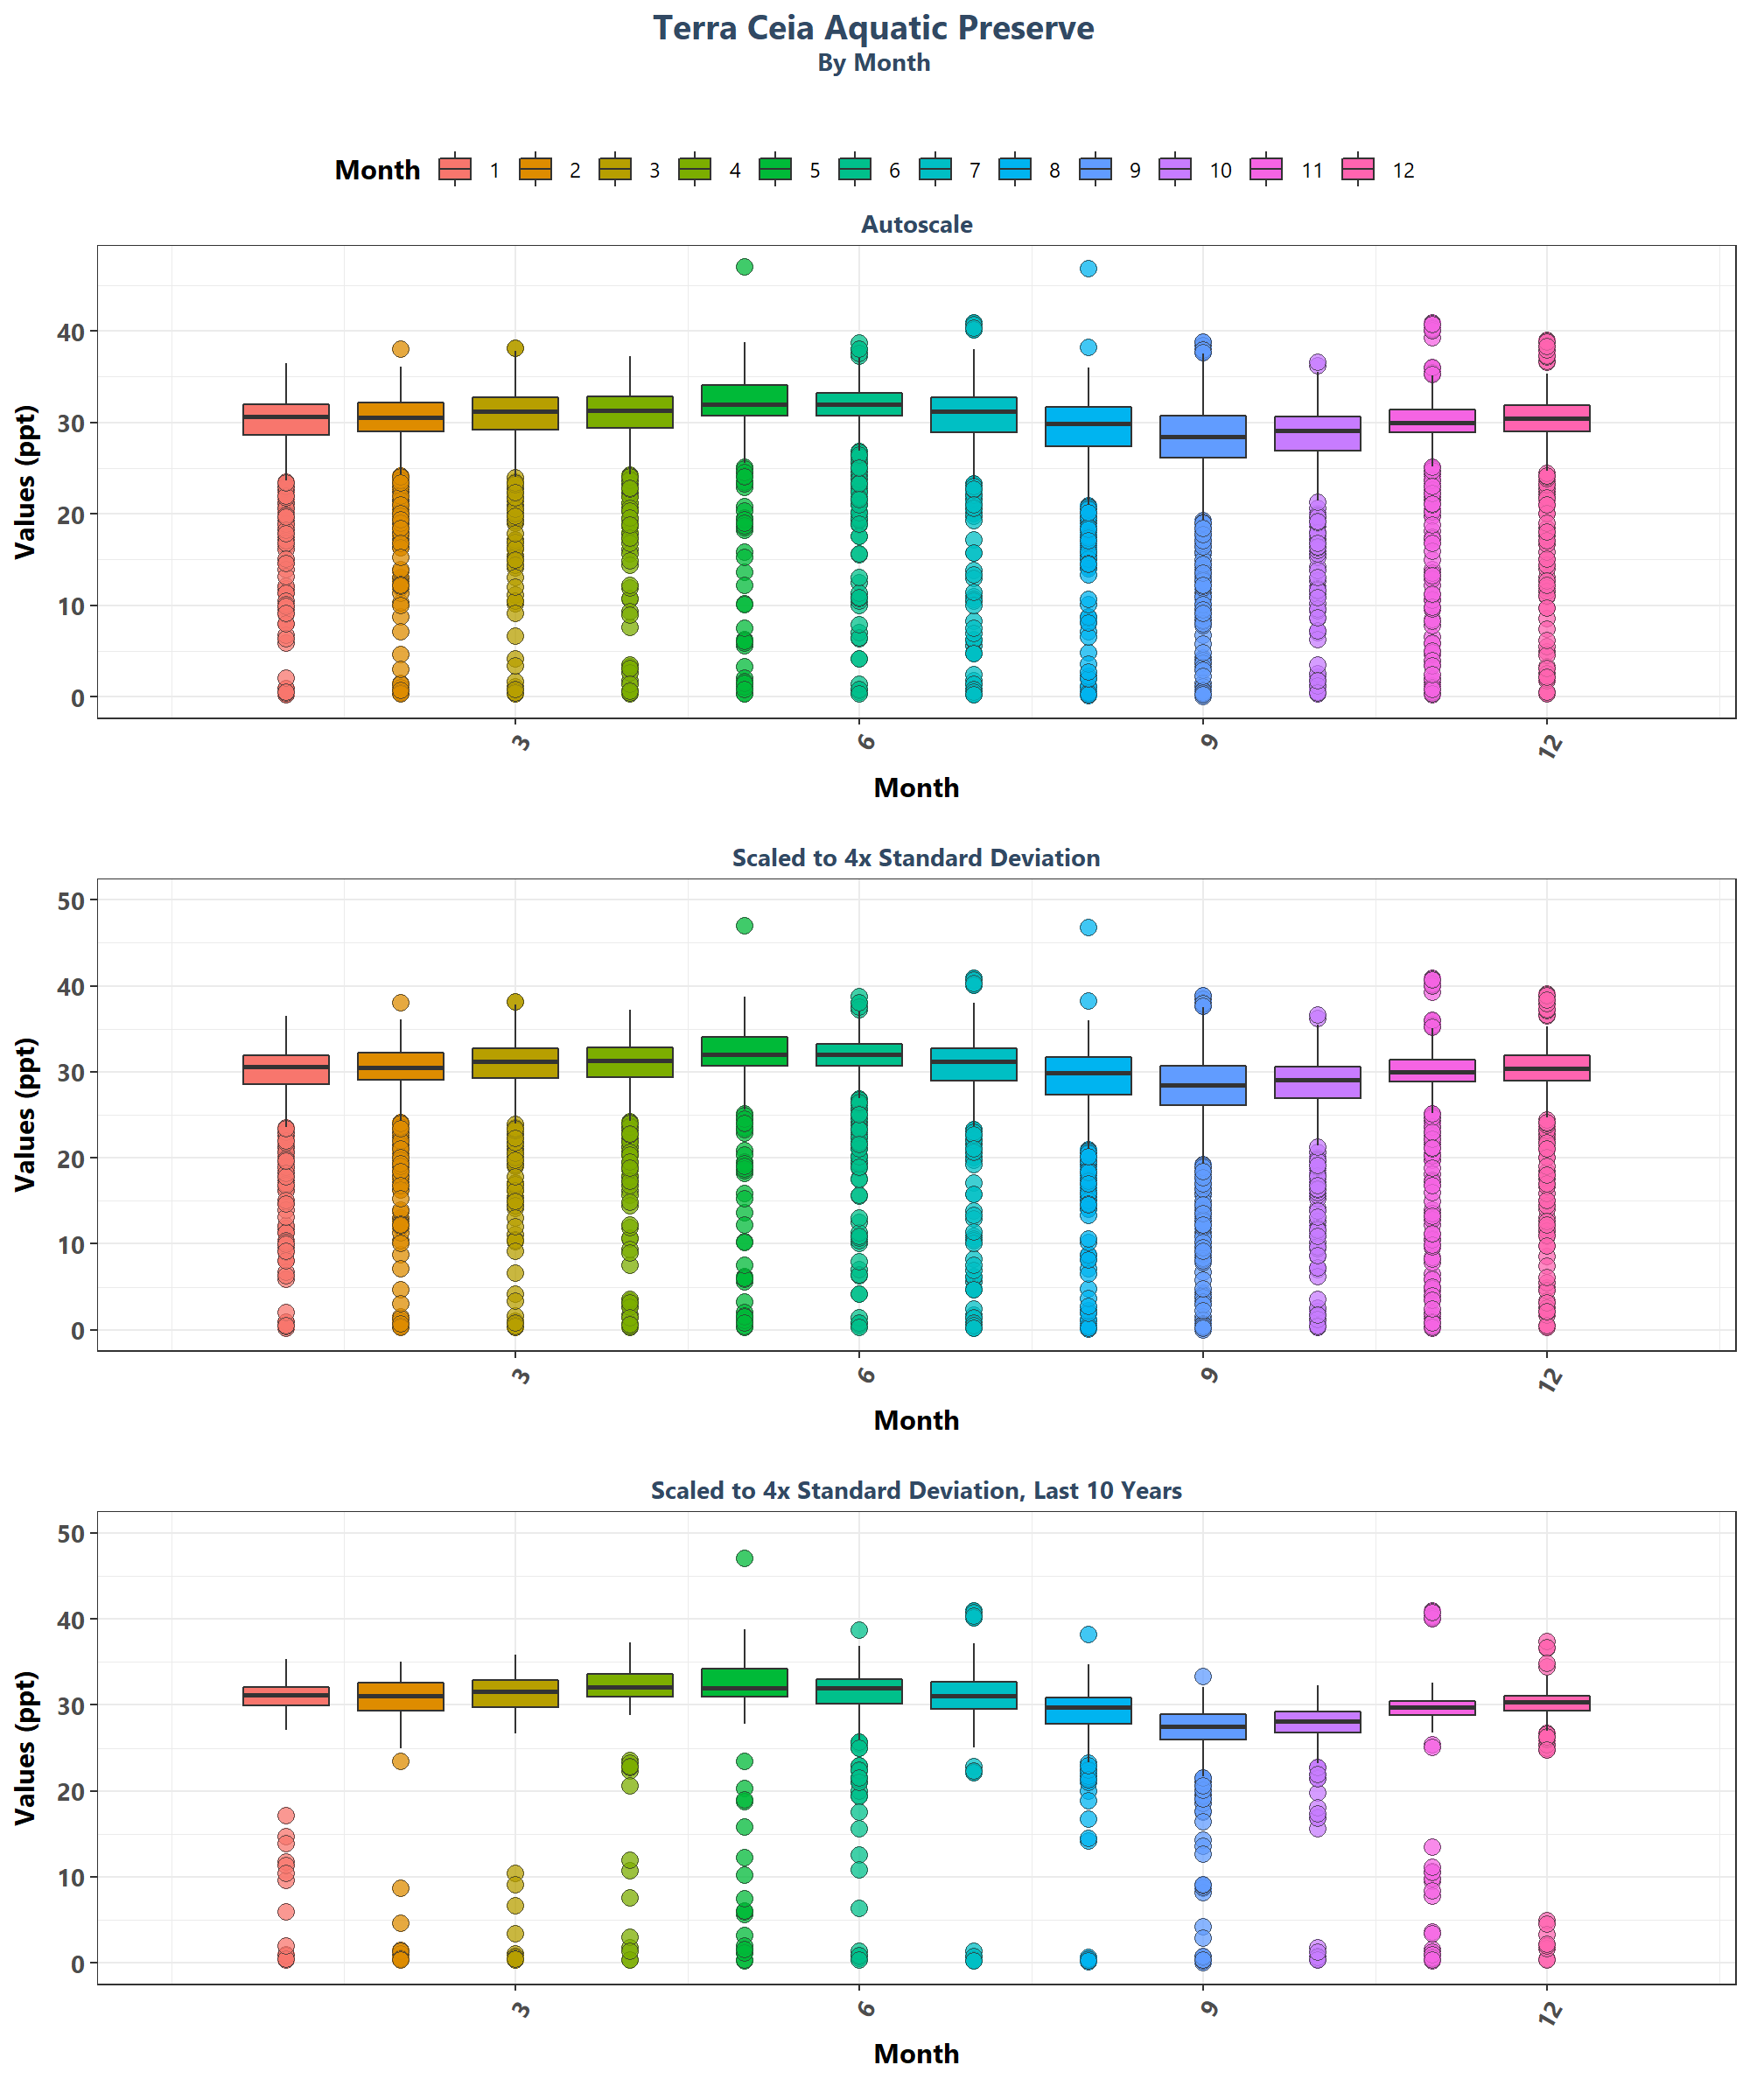 Terra Ceia Aquatic Preserve
By Month
Month 1 2 3 4 5 6 7 8 9 10 11 12
Autoscale
Values (ppt)
40
30
20
10
0
3 6 9 12
Month
Scaled to 4x Standard Deviation
Values (ppt)
50
40
30
20
10
0
3 6 9 12
Month
Scaled to 4x Standard Deviation, Last 10 Years
Values (ppt)
50
40
30
20
10
0
3 6 9 12
Month